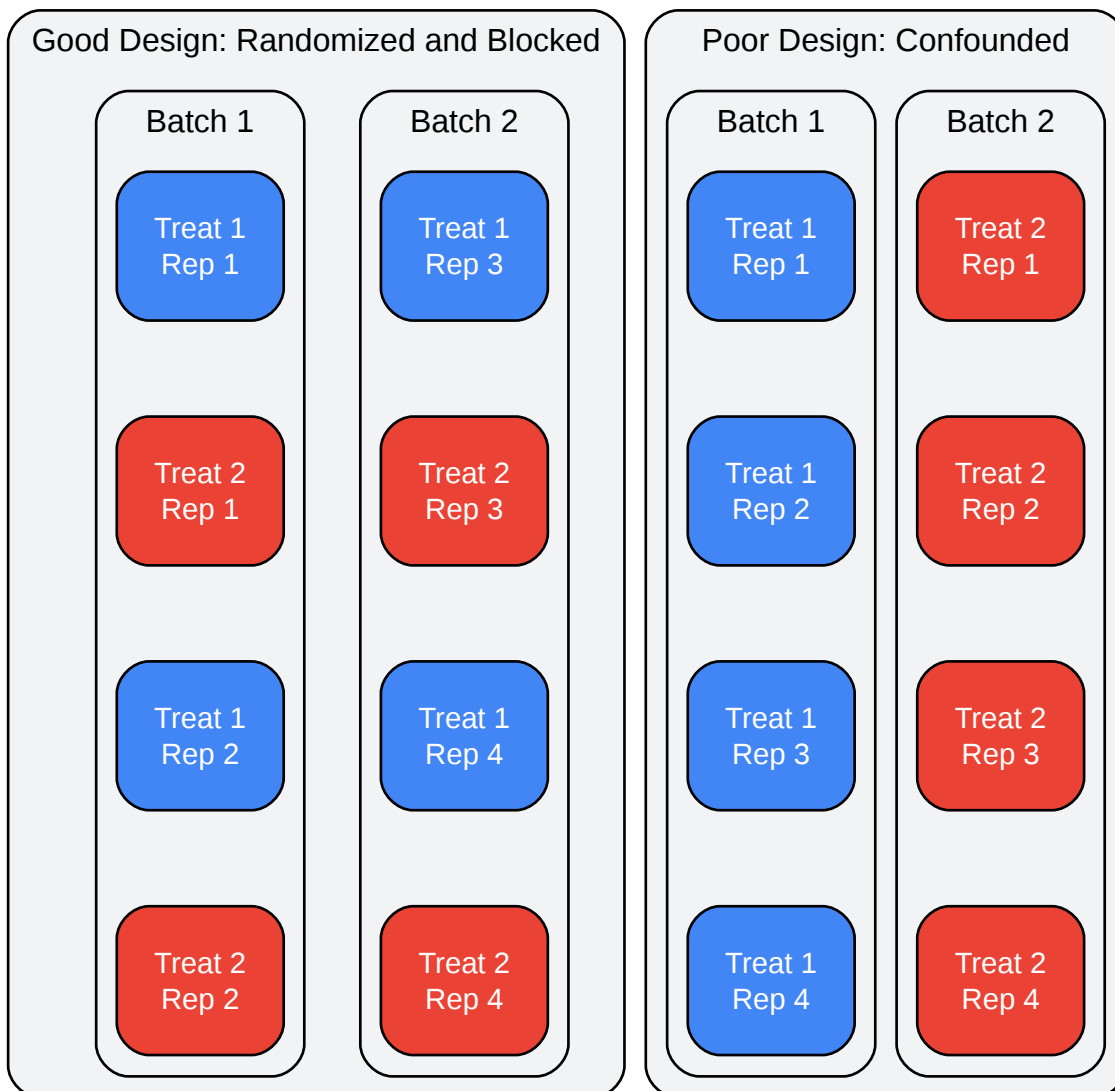 Good Design: Randomized and Blocked
Batch 1
Treat 1
Rep 1
Treat 2
Rep 1
Treat 1
Rep 2
Treat 2
Rep 2
Batch 2
Treat 1
Rep 3
Treat 2
Rep 3
Treat 1
Rep 4
Treat 2
Rep 4
Poor Design: Confounded
Batch 1
Treat 1
Rep 1
Treat 1
Rep 2
Treat 1
Rep 3
Treat 1
Rep 4
Batch 2
Treat 2
Rep 1
Treat 2
Rep 2
Treat 2
Rep 3
Treat 2
Rep 4